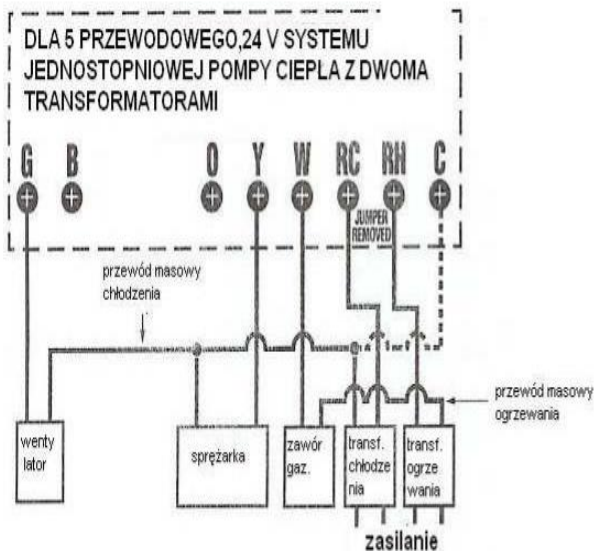 DLA 5 PRZEWODOWEGO,24 V SYSTEMU
JEDNOSTOPNIOWEJ POMPY CIEPŁA Z DWOMA
TRANSFORMATORAMI
G B O Y W RC RH C
JUMPER
REMOVED
przewód masowy
chłodzenia
przewód masowy
ogrzewania
wenty
lator
sprężarka
zawór
gaz.
transf.
chłodze
nia
transf.
ogrze
wania
zasilanie